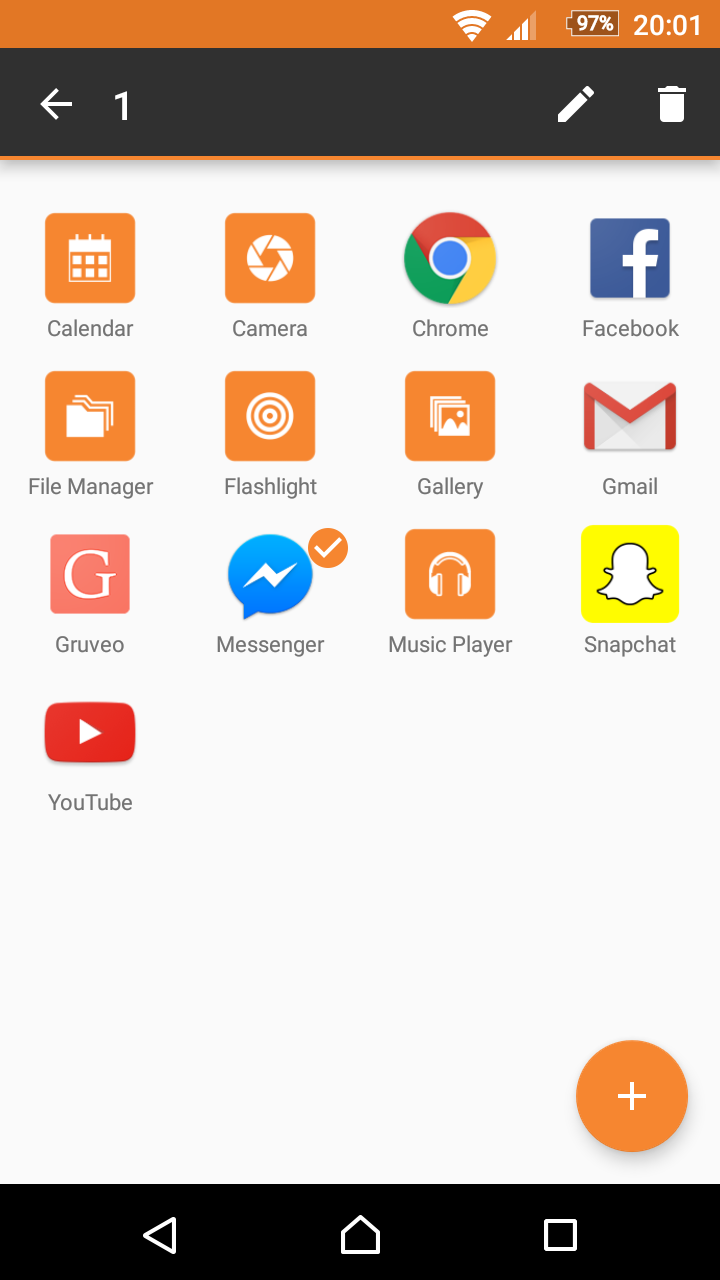 97% 20:01
1
Calendar Camera Chrome Facebook
File Manager Flashlight Gallery Gmail
G
Gruveo Messenger Music Player Snapchat
YouTube